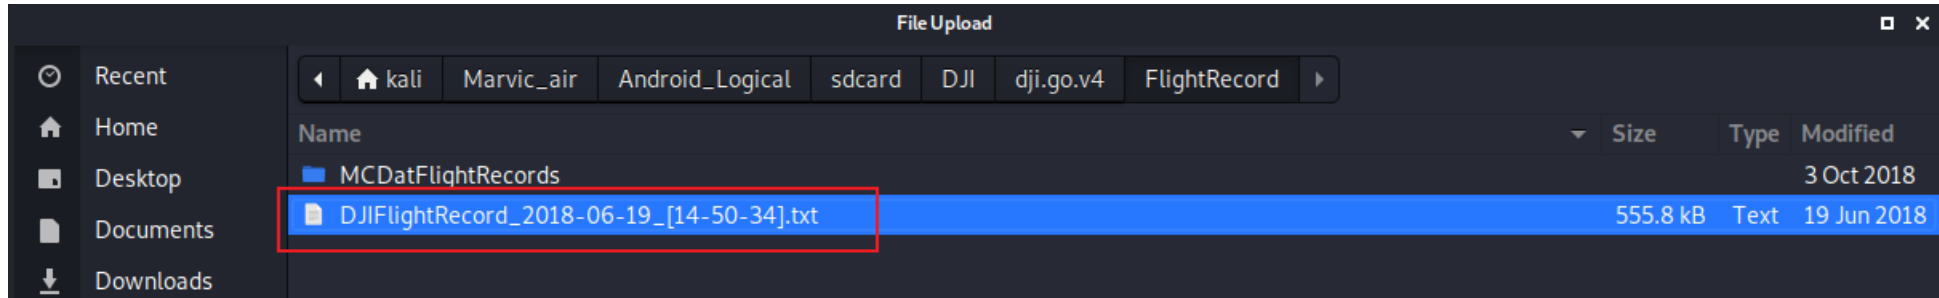 File Upload
Recent
kali Marvic_air Android_Logical sdcard DJI dji.go.v4 FlightRecord
Home
Name Size Type Modified
Desktop
MCDatFlightRecords 3 Oct 2018
DJIFlightRecord_2018-06-19_[14-50-34].txt 555.8 kB Text 19 Jun 2018
Documents
Downloads